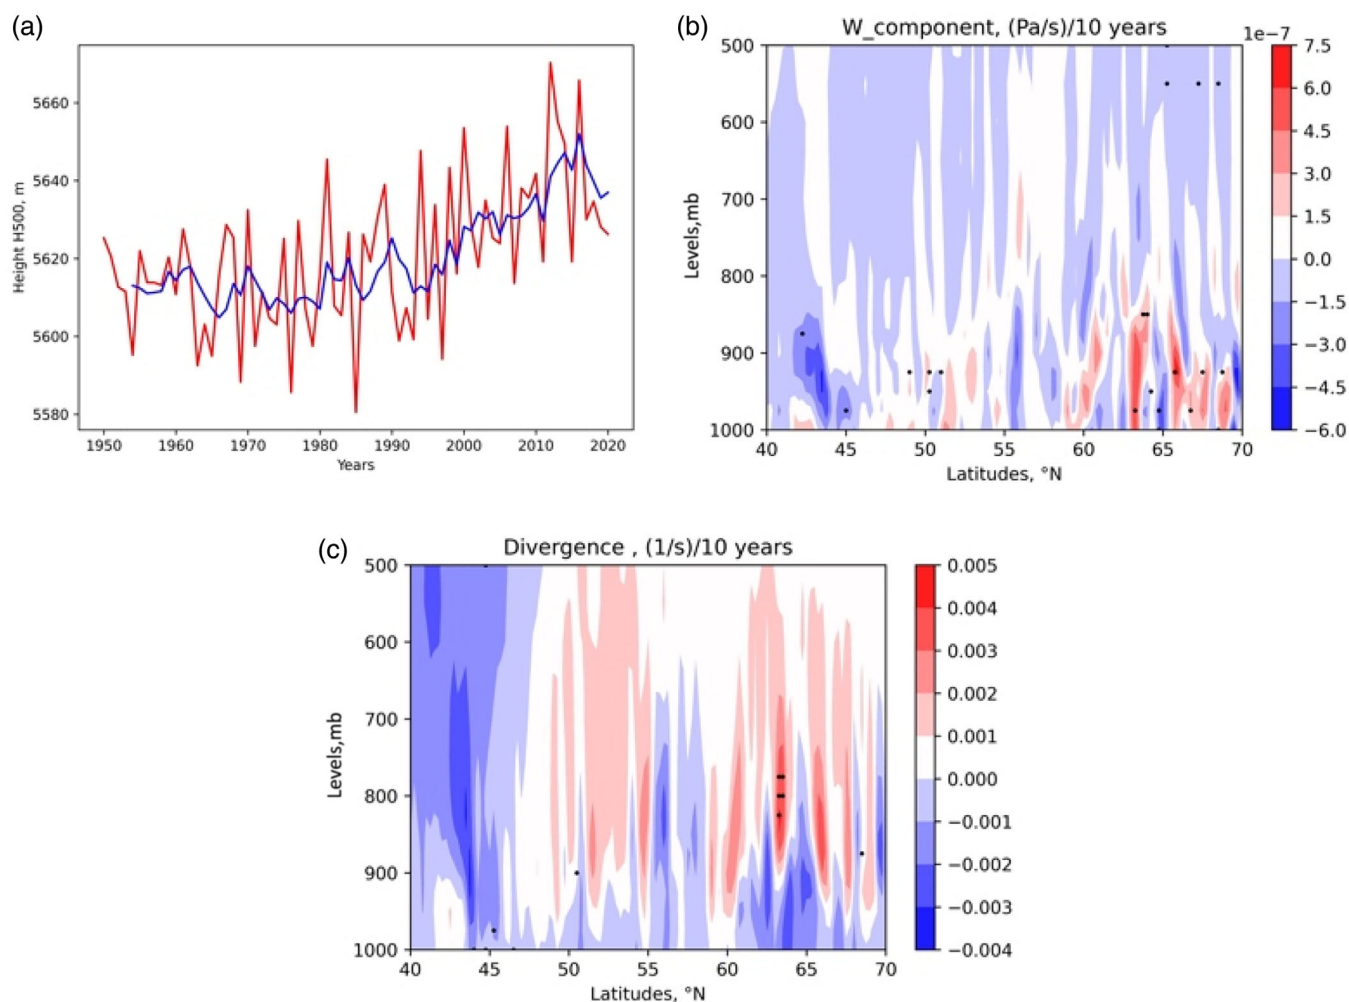 (a)
5660
5640
5620
5600
5580
Height H500, m
1950 1960 1970 1980 1990 2000 2010 2020
Years
(b)
W_component, (Pa/s)/10 years
1e−7
500
600
700
800
900
1000
Levels,mb
40 45 50 55 60 65 70
Latitudes, °N
7.5
6.0
4.5
3.0
1.5
0.0
−1.5
−3.0
−4.5
−6.0
(c)
Divergence , (1/s)/10 years
500
600
700
800
900
1000
Levels,mb
40 45 50 55 60 65 70
Latitudes, °N
0.005
0.004
0.003
0.002
0.001
0.000
−0.001
−0.002
−0.003
−0.004